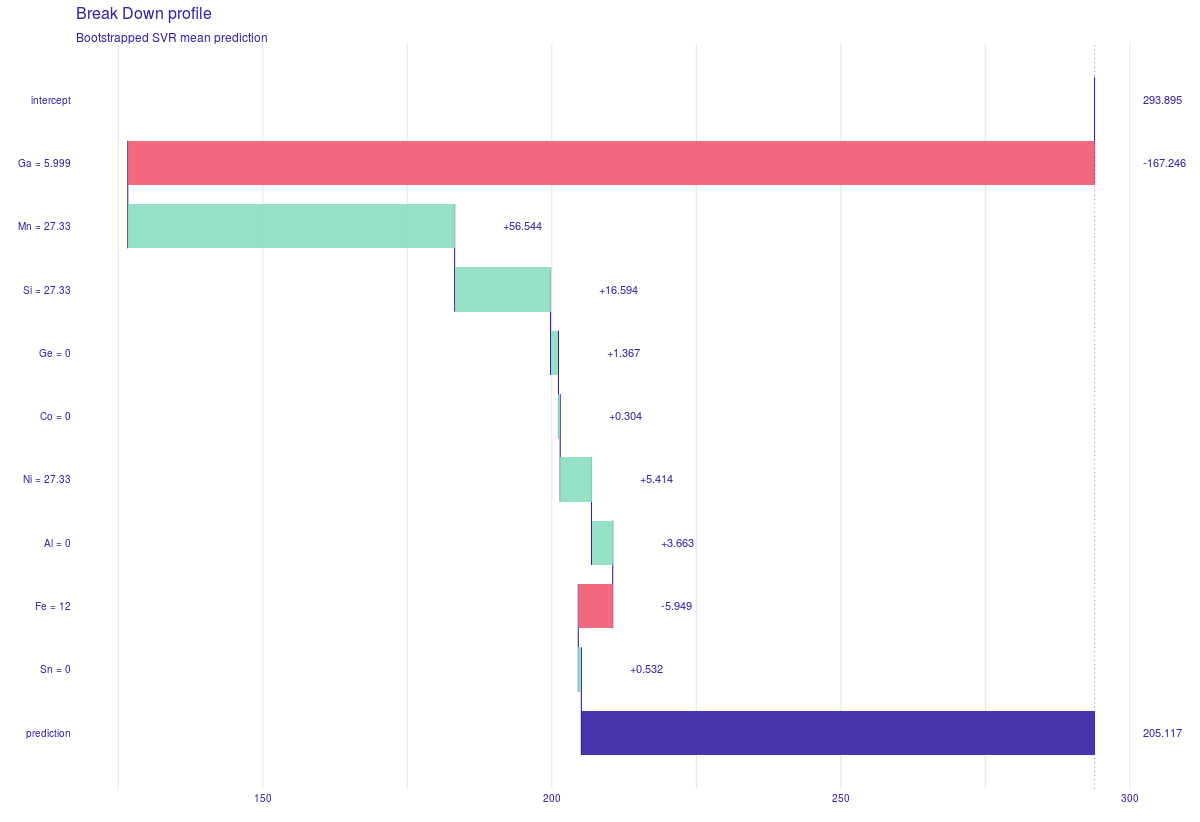 Break Down profile
Bootstrapped SVR mean prediction
intercept 293.895
Ga = 5.999 -167.246
Mn = 27.33 +56.544
Si = 27.33 +16.594
Ge = 0 +1.367
Co = 0 +0.304
Ni = 27.33 +5.414
Al = 0 +3.663
Fe = 12 -5.949
Sn = 0 +0.532
prediction 205.117
150 200 250 300